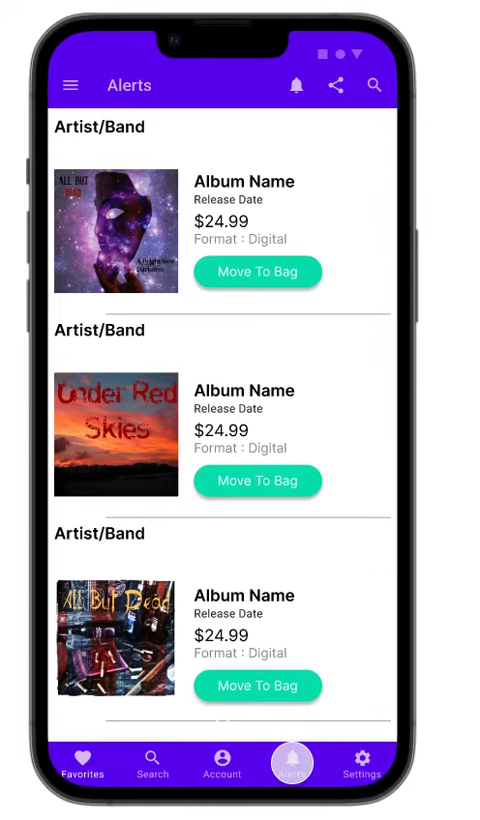 Alerts
Artist/Band
ALL BUT
DEAD
A Brighter
Darkness
Album Name
Release Date
$24.99
Format : Digital
Move To Bag
Artist/Band
Under Red
Skies
Album Name
Release Date
$24.99
Format : Digital
Move To Bag
Artist/Band
All But Dead
Album Name
Release Date
$24.99
Format : Digital
Move To Bag
Favorites
Search
Account
Alerts
Settings